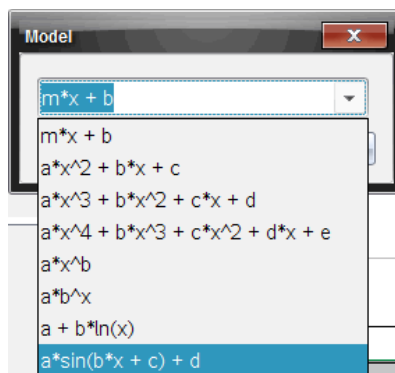 Model
m*x + b
m*x + b
a*x^2 + b*x + c
a*x^3 + b*x^2 + c*x + d
a*x^4 + b*x^3 + c*x^2 + d*x + e
a*x^b
a*b^x
a + b*ln(x)
a*sin(b*x + c) + d